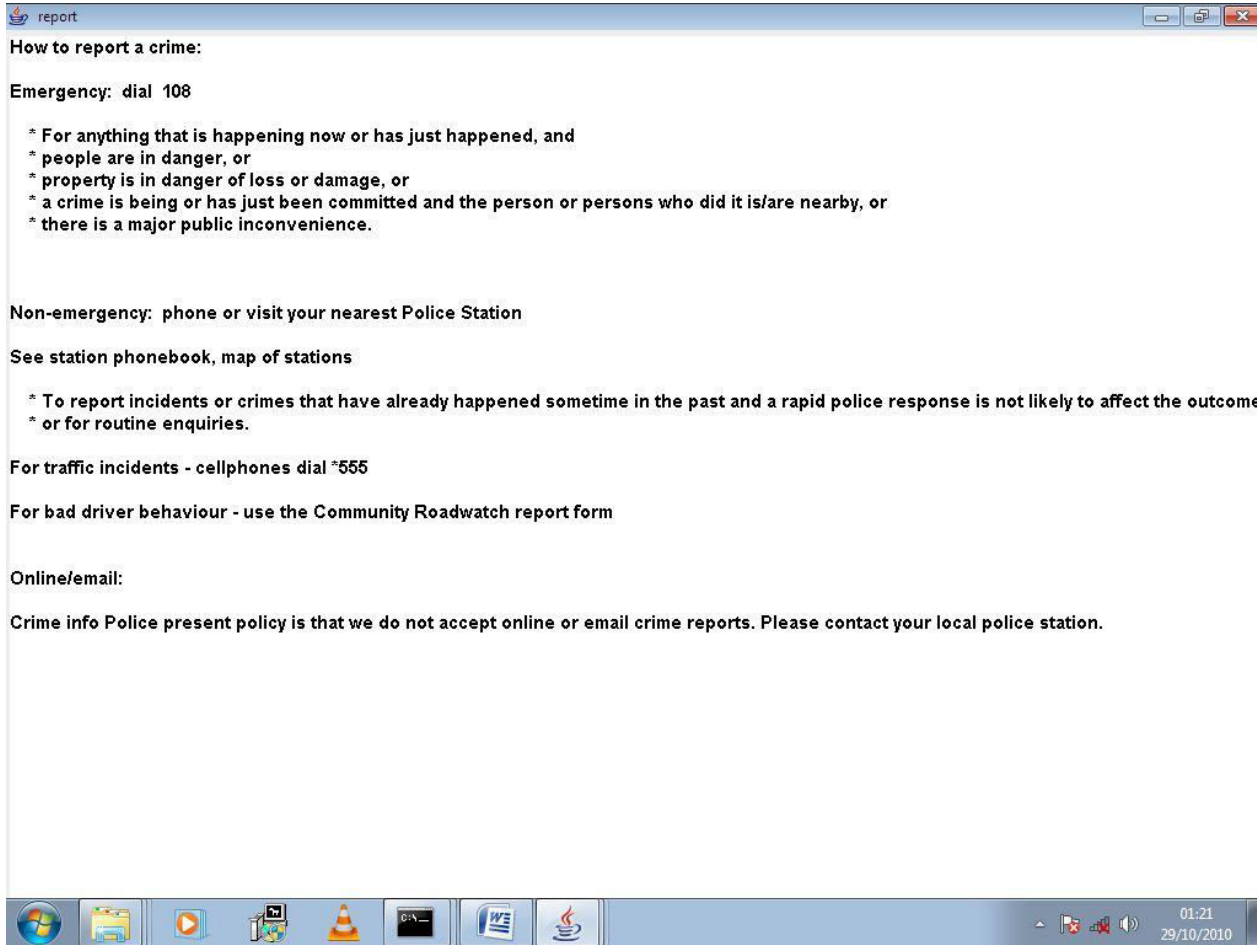 report
How to report a crime:
Emergency:  dial  108
* For anything that is happening now or has just happened, and
* people are in danger, or
* property is in danger of loss or damage, or
* a crime is being or has just been committed and the person or persons who did it is/are nearby, or
* there is a major public inconvenience.
Non-emergency:  phone or visit your nearest Police Station
See station phonebook, map of stations
* To report incidents or crimes that have already happened sometime in the past and a rapid police response is not likely to affect the outcome
* or for routine enquiries.
For traffic incidents - cellphones dial *555
For bad driver behaviour - use the Community Roadwatch report form
Online/email:
Crime info Police present policy is that we do not accept online or email crime reports. Please contact your local police station.
C:\_
W
01:21
29/10/2010